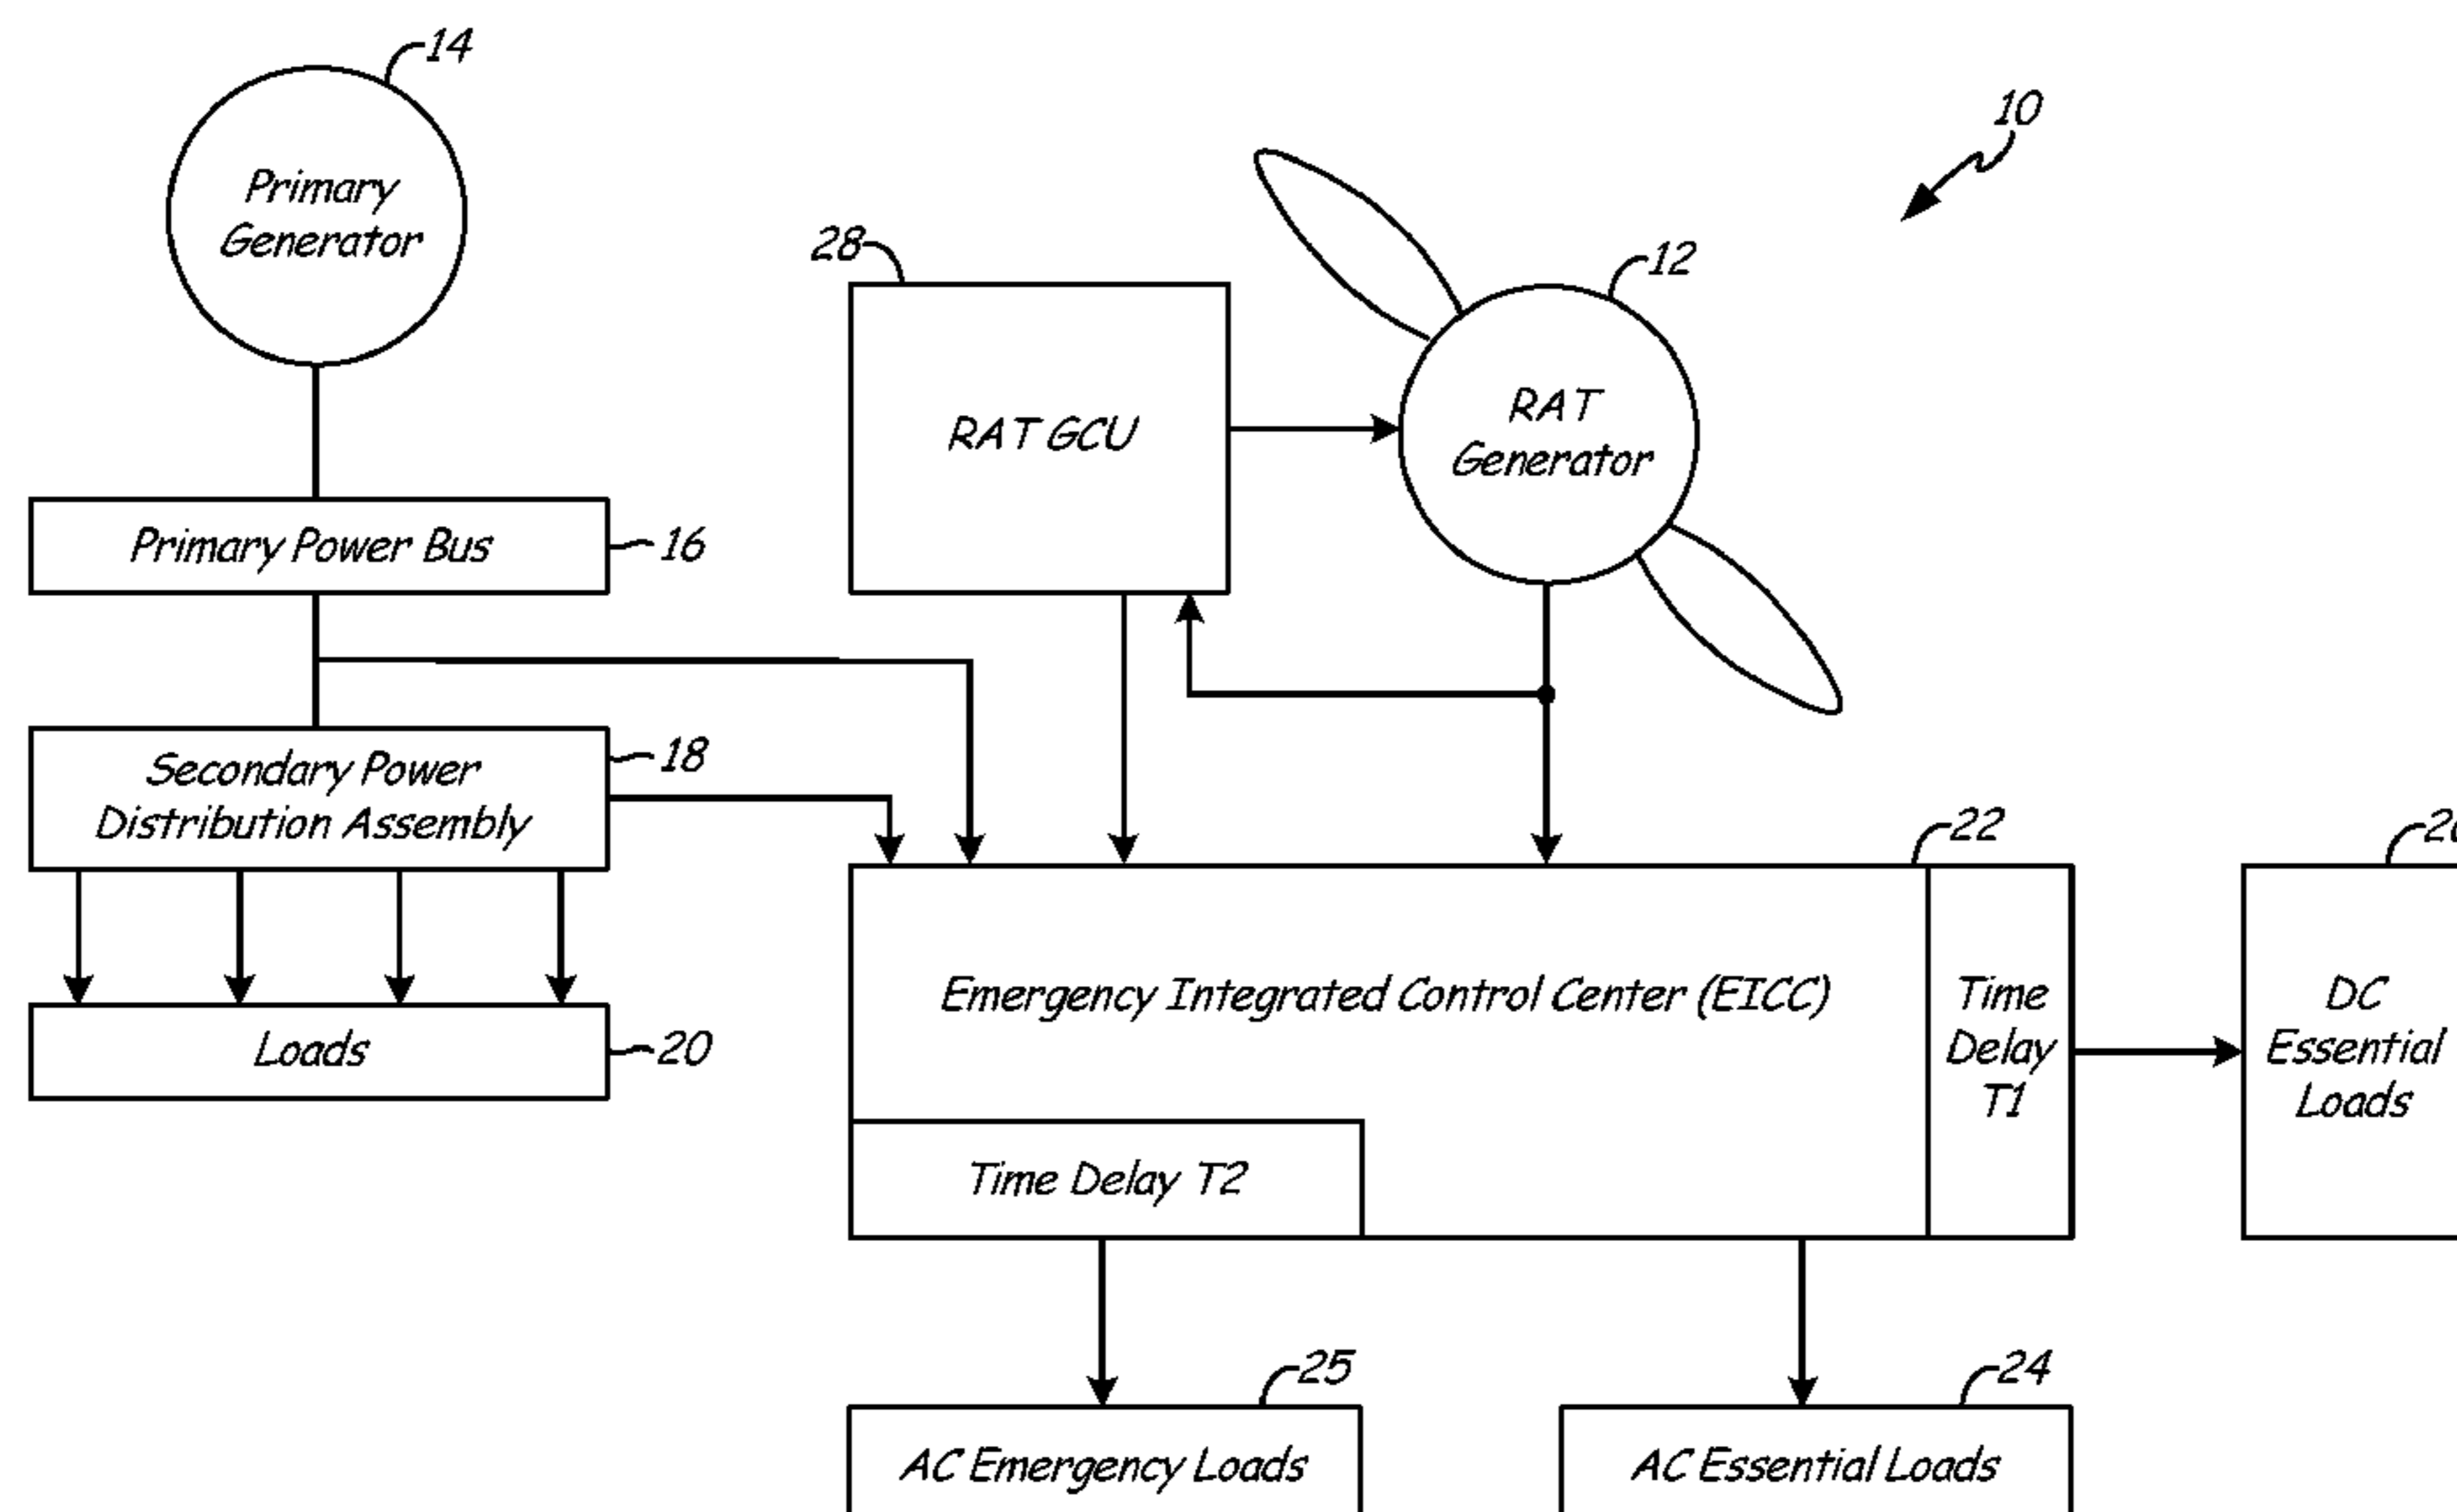 14
10
Primary
Generator
28
12
RAT GCU
RAT
Generator
Primary Power Bus
16
Secondary Power
Distribution Assembly
18
22
Emergency Integrated Control Center (EICC)
Time
Delay
T1
DC
Essential
Loads
Loads
20
Time Delay T2
25
24
AC Emergency Loads
AC Essential Loads